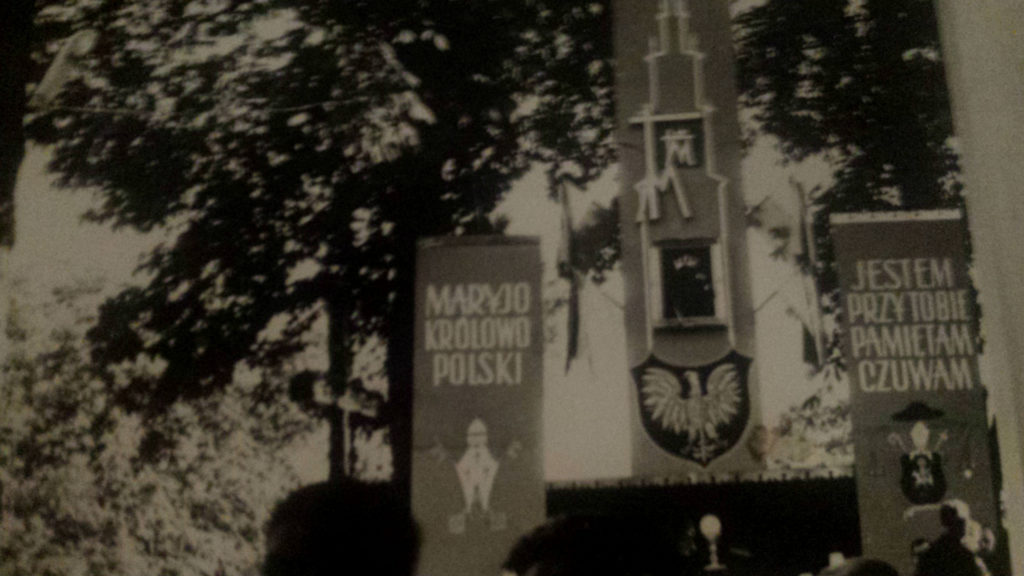 MARYJO
KRÓLOWO
POLSKI
M
M
JESTEM
PRZY TOBIE
PAMIĘTAM
CZUWAM